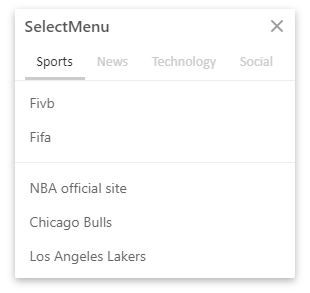 SelectMenu
Sports News Technology Social
Fivb
Fifa
NBA official site
Chicago Bulls
Los Angeles Lakers